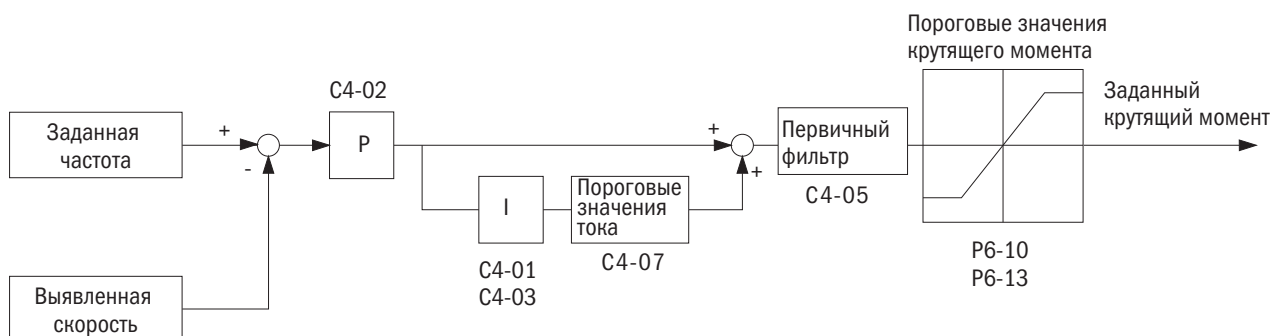 Пороговые значения
крутящего момента
C4-02
Заданный
крутящий момент
Заданная
частота
+
-
P
+
+
Первичный
фильтр
C4-05
I
Пороговые
значения
тока
C4-07
C4-01
C4-03
P6-10
P6-13
Выявленная
скорость